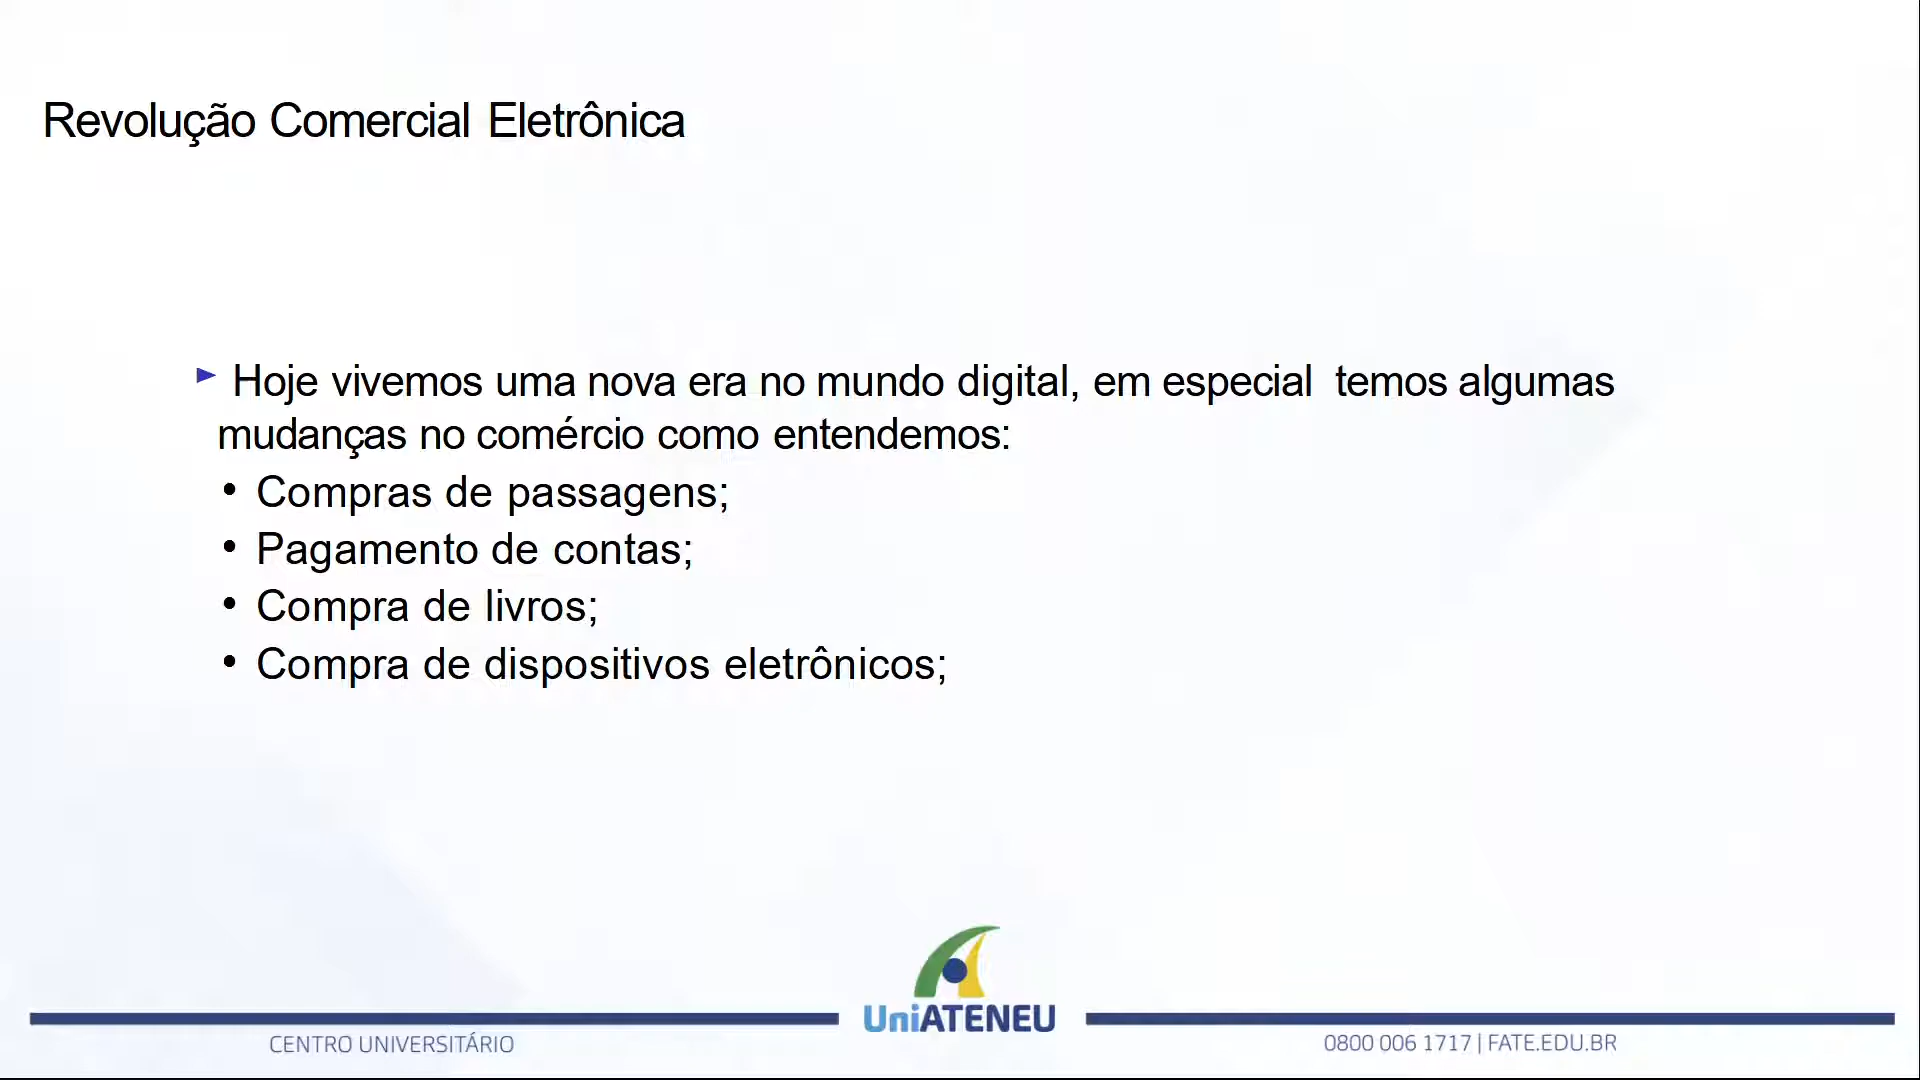 Revolução Comercial Eletrônica
► Hoje vivemos uma nova era no mundo digital, em especial temos algumas
mudanças no comércio como entendemos:
• Compras de passagens;
• Pagamento de contas;
• Compra de livros;
• Compra de dispositivos eletrônicos;
UniATENEU
CENTRO UNIVERSITÁRIO
0800 006 1717 | FATE.EDU.BR